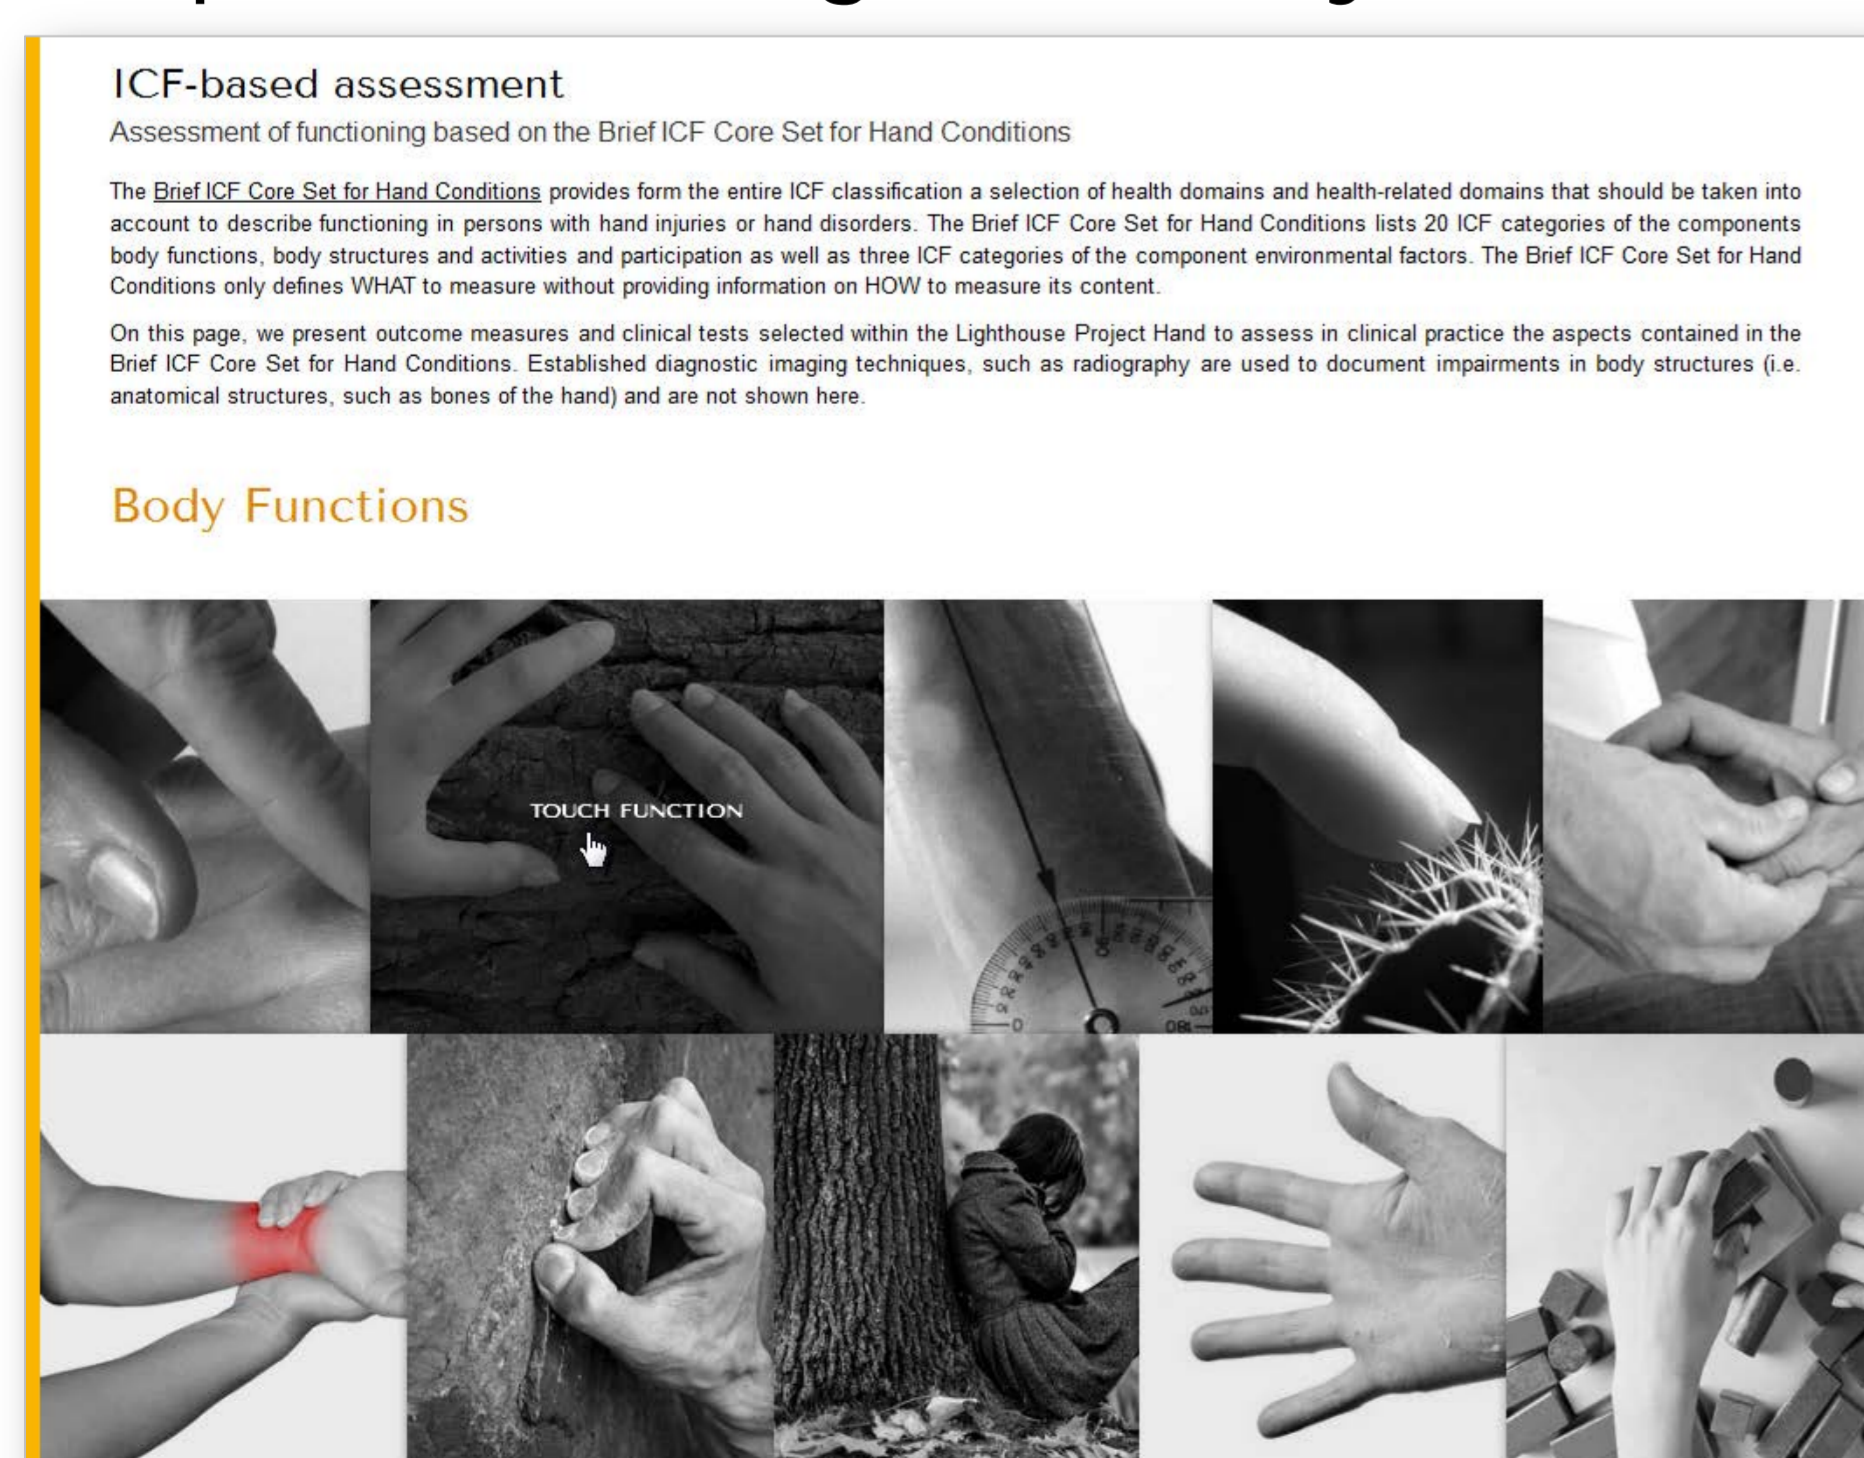 ICF-based assessment
Assessment of functioning based on the Brief ICF Core Set for Hand Conditions
The Brief ICF Core Set for Hand Conditions provides form the entire ICF classification a selection of health domains and health-related domains that should be taken into
account to describe functioning in persons with hand injuries or hand disorders. The Brief ICF Core Set for Hand Conditions lists 20 ICF categories of the components
body functions, body structures and activities and participation as well as three ICF categories of the component environmental factors. The Brief ICF Core Set for Hand
Conditions only defines WHAT to measure without providing information on HOW to measure its content.
On this page, we present outcome measures and clinical tests selected within the Lighthouse Project Hand to assess in clinical practice the aspects contained in the
Brief ICF Core Set for Hand Conditions. Established diagnostic imaging techniques, such as radiography are used to document impairments in body structures (i.e.
anatomical structures, such as bones of the hand) and are not shown here.
Body Functions
TOUCH FUNCTION